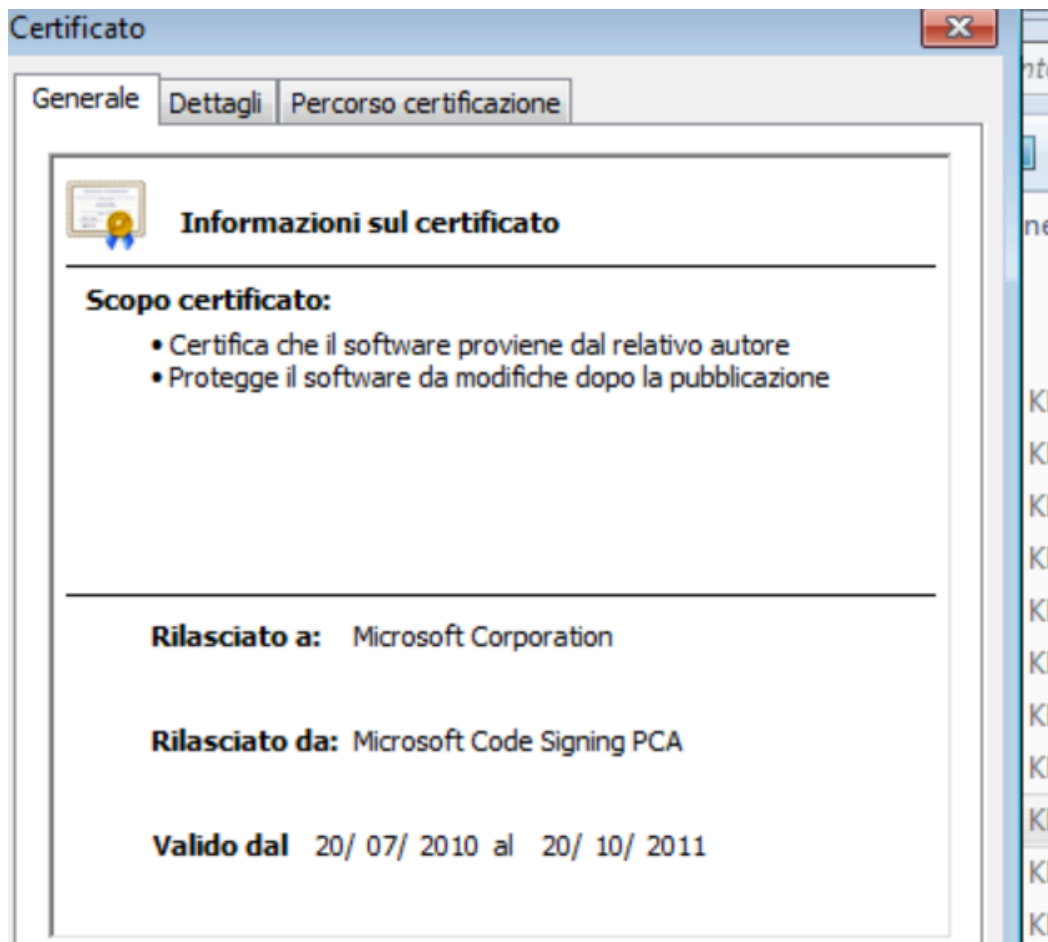 Certificato
Generale
Dettagli
Percorso certificazione
Informazioni sul certificato
Scopo certificato:
• Certifica che il software proviene dal relativo autore
• Protegge il software da modifiche dopo la pubblicazione
Rilasciato a: Microsoft Corporation
Rilasciato da: Microsoft Code Signing PCA
Valido dal 20/ 07/ 2010 al 20/ 10/ 2011